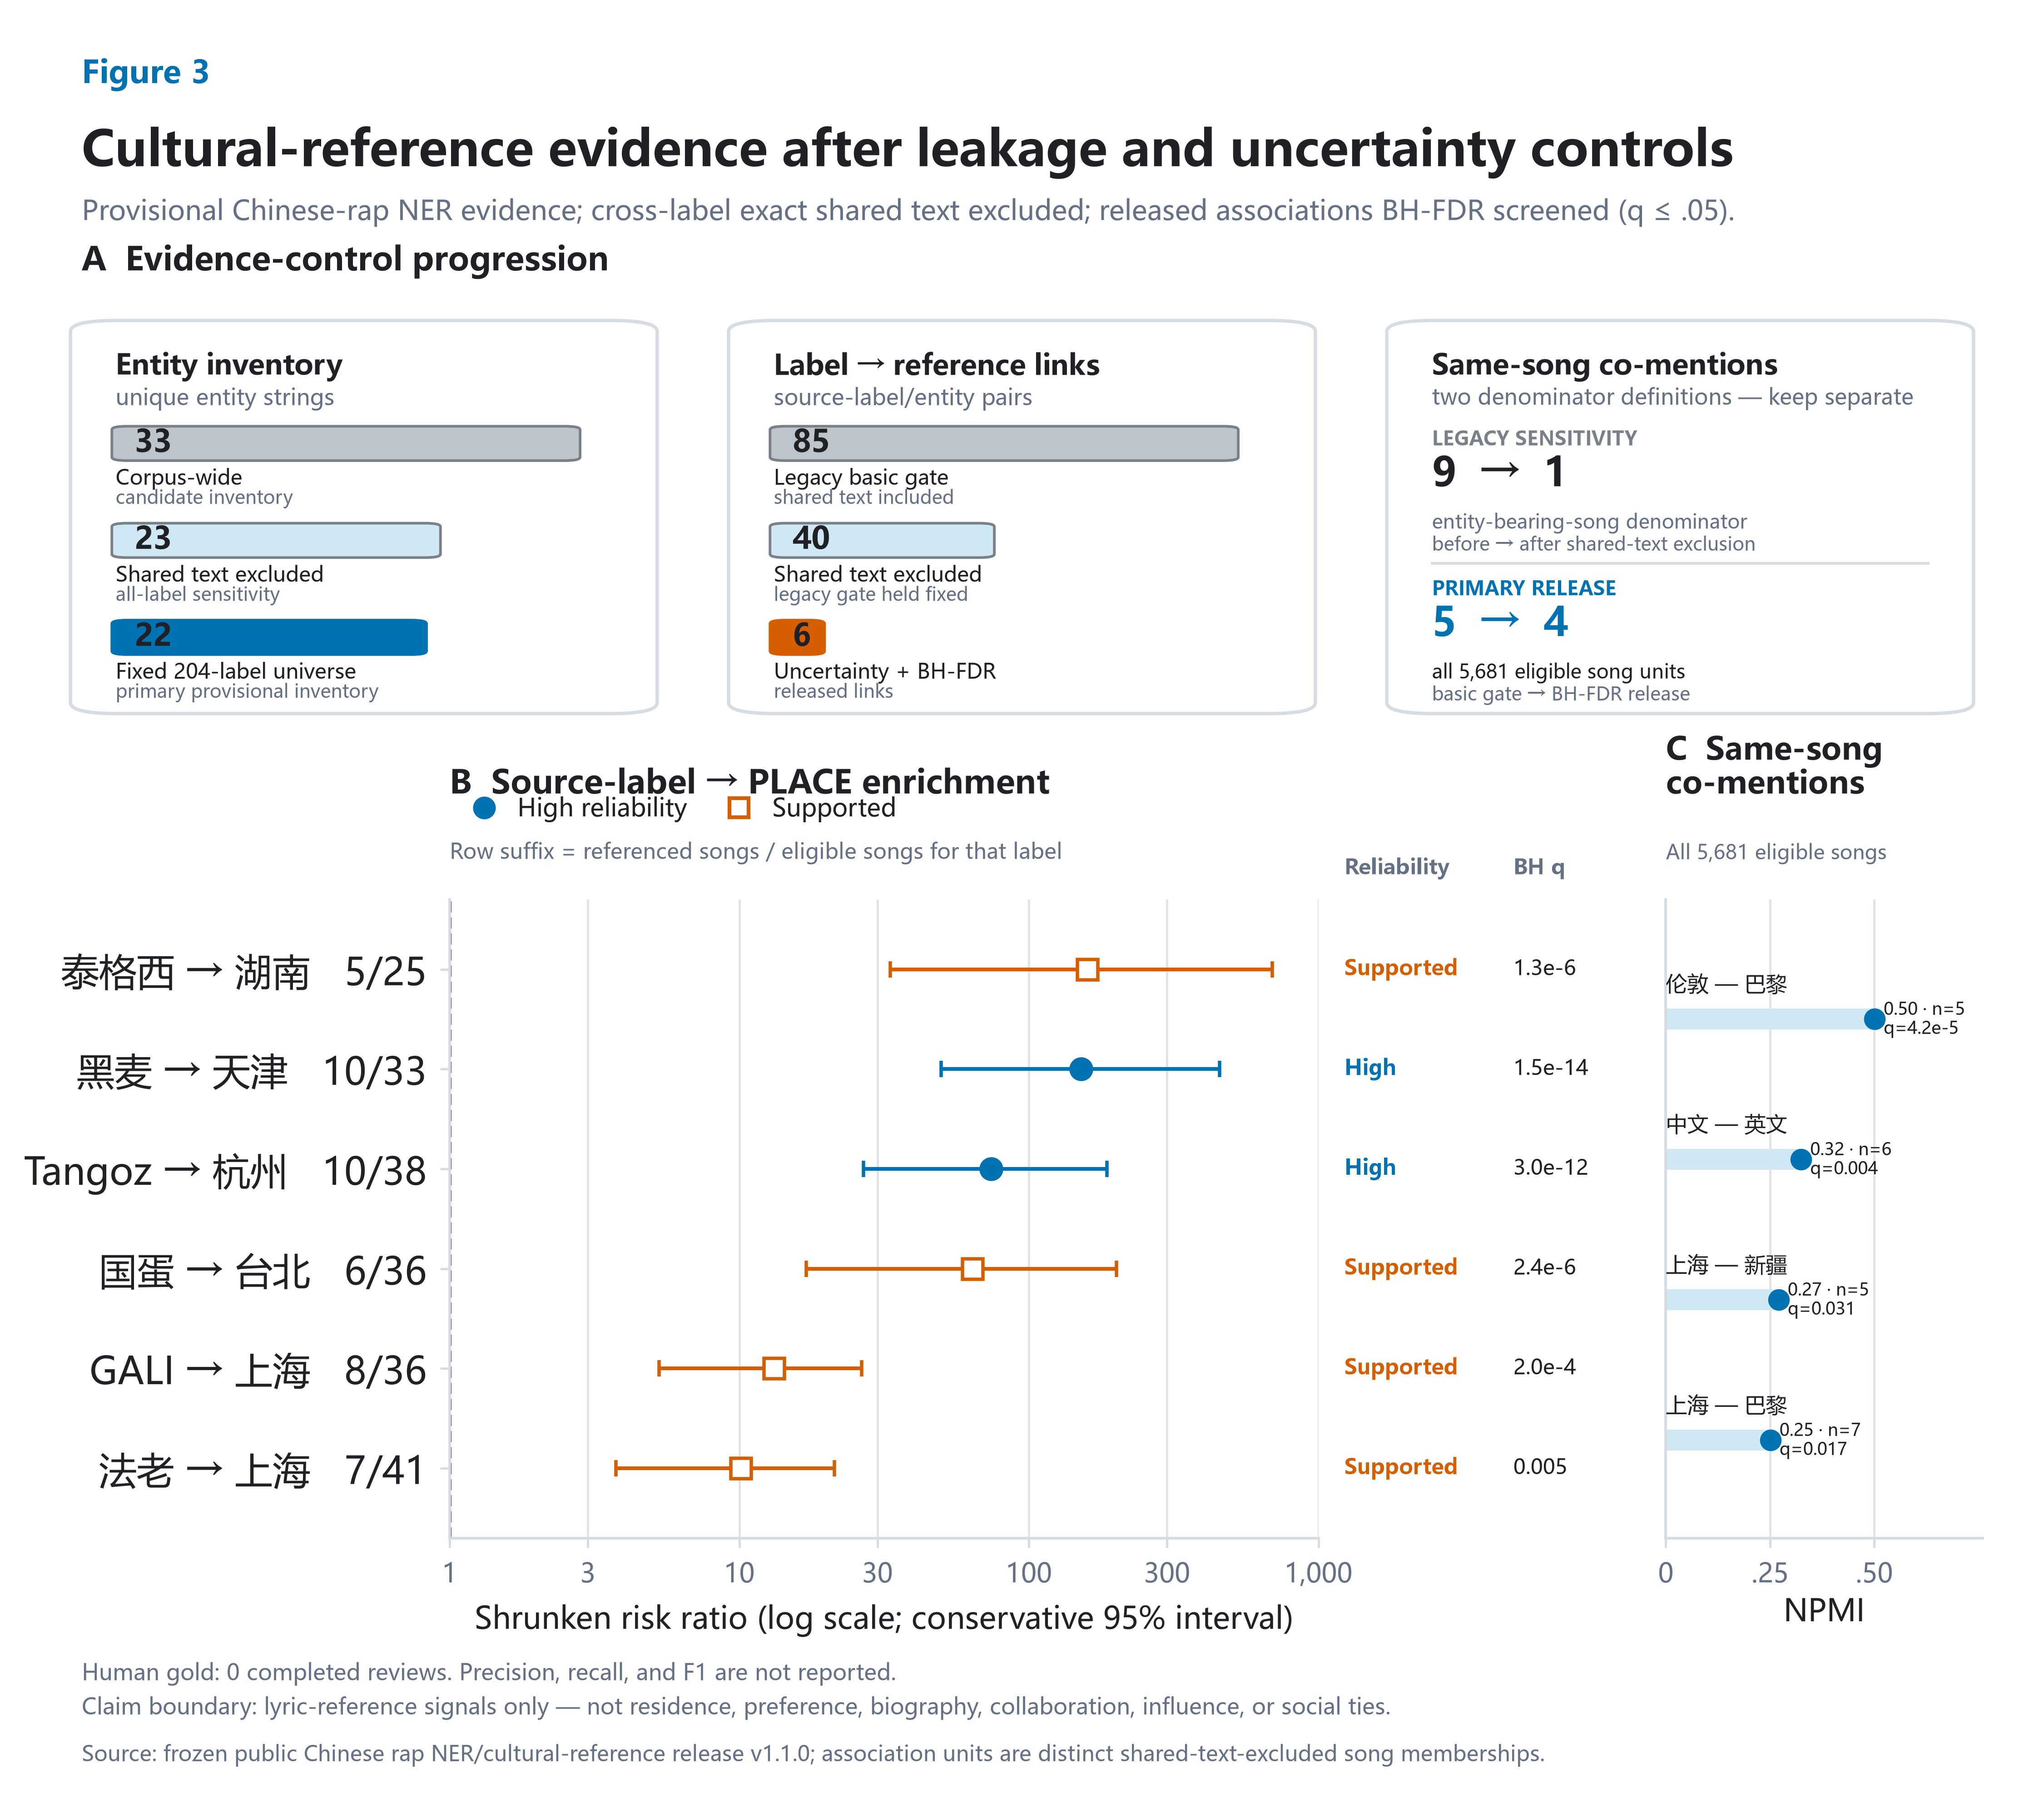 Figure 3
Cultural-reference evidence after leakage and uncertainty controls
Provisional Chinese-rap NER evidence; cross-label exact shared text excluded; released associations BH-FDR screened (q ≤ .05).
A Evidence-control progression
Entity inventory
unique entity strings
33
Corpus-wide
candidate inventory
23
Shared text excluded
all-label sensitivity
22
Fixed 204-label universe
primary provisional inventory
Label → reference links
source-label/entity pairs
85
Legacy basic gate
shared text included
40
Shared text excluded
legacy gate held fixed
6
Uncertainty + BH-FDR
released links
Same-song co-mentions
two denominator definitions — keep separate
LEGACY SENSITIVITY
9 → 1
entity-bearing-song denominator
before → after shared-text exclusion
PRIMARY RELEASE
5 → 4
all 5,681 eligible song units
basic gate → BH-FDR release
B Source-label → PLACE enrichment
High reliability Supported
Row suffix = referenced songs / eligible songs for that label
Reliability BH q
泰格西 → 湖南 5/25 Supported 1.3e-6
黑麦 → 天津 10/33 High 1.5e-14
Tangoz → 杭州 10/38 High 3.0e-12
国蛋 → 台北 6/36 Supported 2.4e-6
GALI → 上海 8/36 Supported 2.0e-4
法老 → 上海 7/41 Supported 0.005
1 3 10 30 100 300 1,000
Shrunken risk ratio (log scale; conservative 95% interval)
C Same-song
co-mentions
All 5,681 eligible songs
伦敦 — 巴黎
0.50 · n=5
q=4.2e-5
中文 — 英文
0.32 · n=6
q=0.004
上海 — 新疆
0.27 · n=5
q=0.031
上海 — 巴黎
0.25 · n=7
q=0.017
0 .25 .50
NPMI
Human gold: 0 completed reviews. Precision, recall, and F1 are not reported.
Claim boundary: lyric-reference signals only — not residence, preference, biography, collaboration, influence, or social ties.
Source: frozen public Chinese rap NER/cultural-reference release v1.1.0; association units are distinct shared-text-excluded song memberships.